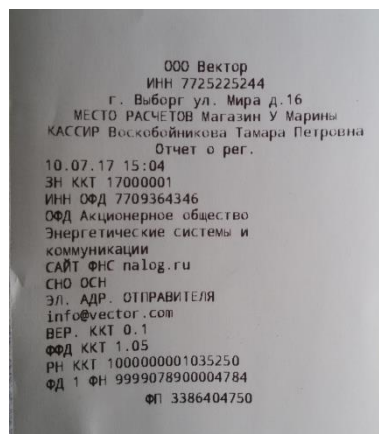 ООО Вектор
ИНН 7725225244
г. Выборг ул. Мира д.16
МЕСТО РАСЧЕТОВ Магазин У Марины
КАССИР Воскобойникова Тамара Петровна
Отчет о рег.
10.07.17 15:04
ЗН ККТ 17000001
ИНН ОФД 7709364346
ОФД Акционерное общество
Энергетические системы и
коммуникации
САЙТ ФНС nalog.ru
СНО ОСН
ЭЛ. АДР. ОТПРАВИТЕЛЯ
info@vector.com
ВЕР. ККТ 0.1
ФФД ККТ 1.05
РН ККТ 1000000001035250
ФД 1 ФН 9999078900004784
ФП 3386404750